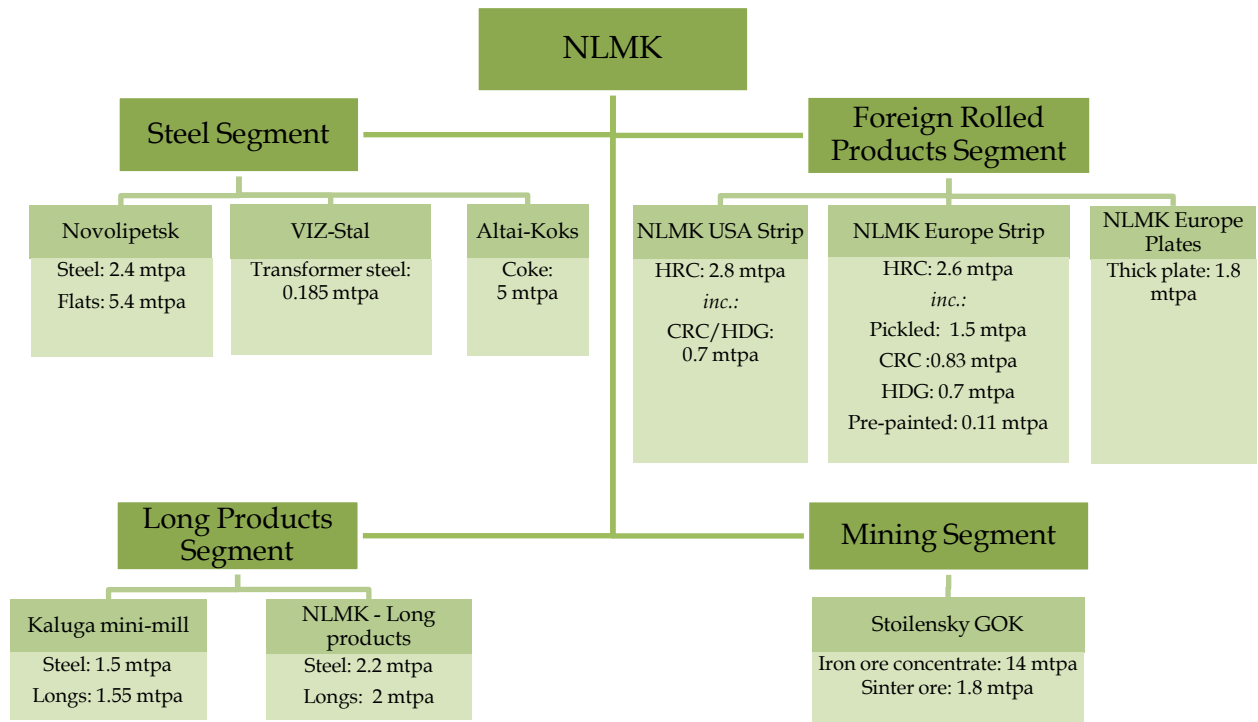 NLMK
Steel Segment
Foreign Rolled
Products Segment
Novolipetsk
Steel: 2.4 mtpa
Flats: 5.4 mtpa
VIZ-Stal
Transformer steel:
0.185 mtpa
Altai-Koks
Coke:
5 mtpa
NLMK USA Strip
HRC: 2.8 mtpa
inc.:
CRC/HDG:
0.7 mtpa
NLMK Europe Strip
HRC: 2.6 mtpa
inc.:
Pickled: 1.5 mtpa
CRC :0.83 mtpa
HDG: 0.7 mtpa
Pre-painted: 0.11 mtpa
NLMK Europe
Plates
Thick plate: 1.8
mtpa
Long Products
Segment
Mining Segment
Kaluga mini-mill
Steel: 1.5 mtpa
Longs: 1.55 mtpa
NLMK - Long
products
Steel: 2.2 mtpa
Longs: 2 mtpa
Stoilensky GOK
Iron ore concentrate: 14 mtpa
Sinter ore: 1.8 mtpa